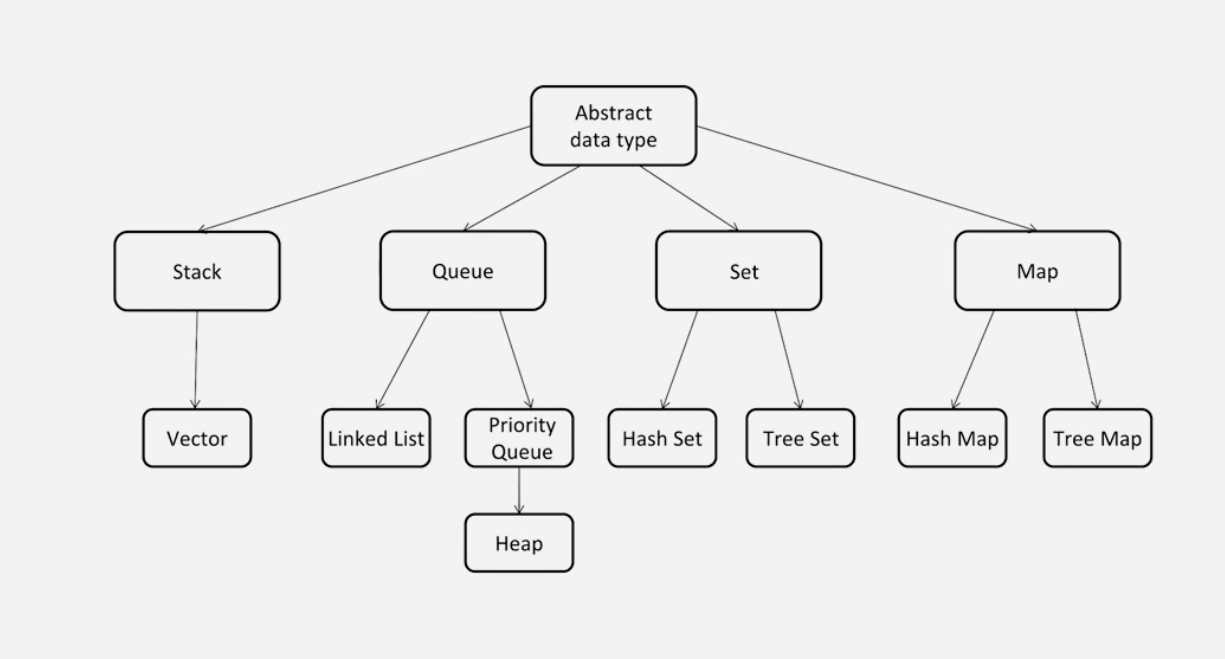 Abstract
data type
Stack
Queue
Set
Map
Vector
Linked List
Priority
Queue
Hash Set
Tree Set
Hash Map
Tree Map
Heap